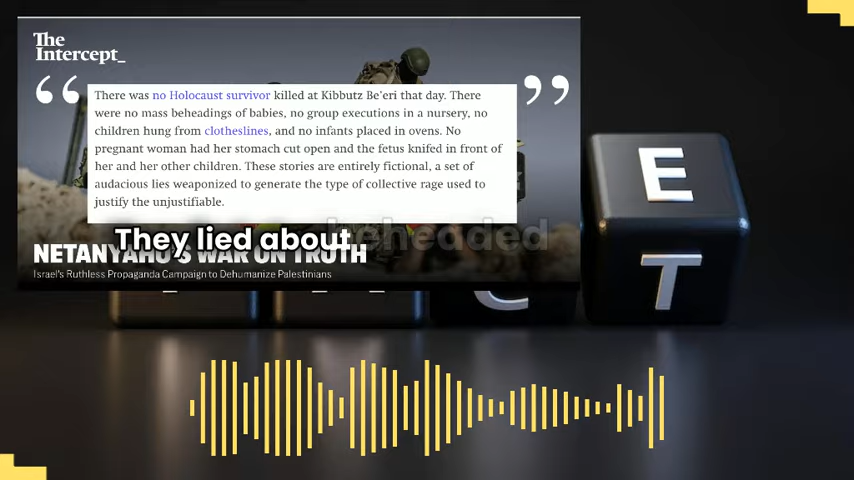 The
Intercept_
“ ”
There was no Holocaust survivor killed at Kibbutz Be'eri that day. There
were no mass beheadings of babies, no group executions in a nursery, no
children hung from clotheslines, and no infants placed in ovens. No
pregnant woman had her stomach cut open and the fetus knifed in front of
her and her other children. These stories are entirely fictional, a set of
audacious lies weaponized to generate the type of collective rage used to
justify the unjustifiable.
They lied about beheaded
NETANYAHU'S WAR ON TRUTH
Israel's Ruthless Propaganda Campaign to Dehumanize Palestinians
E
T